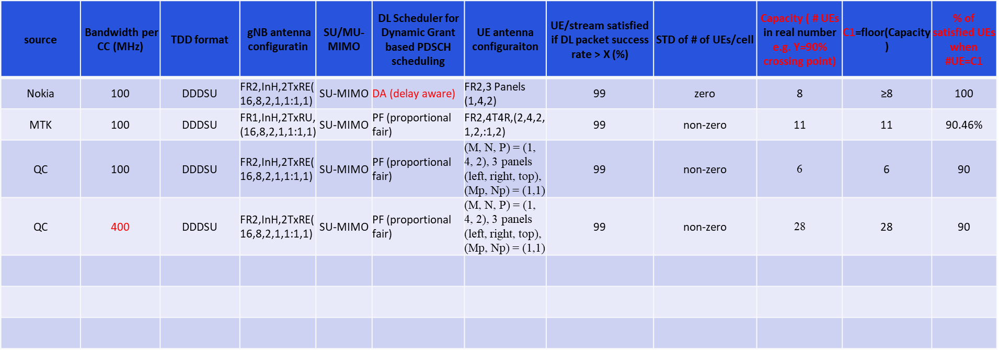 source
Bandwidth per
CC (MHz)
TDD format
gNB antenna
configuratin
SU/MU-
MIMO
DL Scheduler for
Dynamic Grant
based PDSCH
scheduling
UE antenna
configuraiton
UE/stream satisfied
if DL packet success
rate > X (%)
STD of # of UEs/cell
Capacity ( # UEs
in real number
e.g. Y=90%
crossing point)
C1=floor(Capacity
)
% of
satisfied UEs
when
#UE=C1
Nokia
100
DDDSU
FR2,InH,2TxRE(
16,8,2,1,1:1,1)
SU-MIMO
DA (delay aware)
FR2,3 Panels
(1,4,2)
99
zero
8
≥8
100
MTK
100
DDDSU
FR1,InH,2TxRU,
(16,8,2,1,1:1,1)
SU-MIMO
PF (proportional
fair)
FR2,4T4R,(2,4,2,
1,2,:1,2)
99
non-zero
11
11
90.46%
QC
100
DDDSU
FR2,InH,2TxRE(
16,8,2,1,1:1,1)
SU-MIMO
PF (proportional
fair)
(M, N, P) = (1,
4, 2), 3 panels
(left, right, top),
(Mp, Np) = (1,1)
99
non-zero
6
6
90
QC
400
DDDSU
FR2,InH,2TxRE(
16,8,2,1,1:1,1)
SU-MIMO
PF (proportional
fair)
(M, N, P) = (1,
4, 2), 3 panels
(left, right, top),
(Mp, Np) = (1,1)
99
non-zero
28
28
90